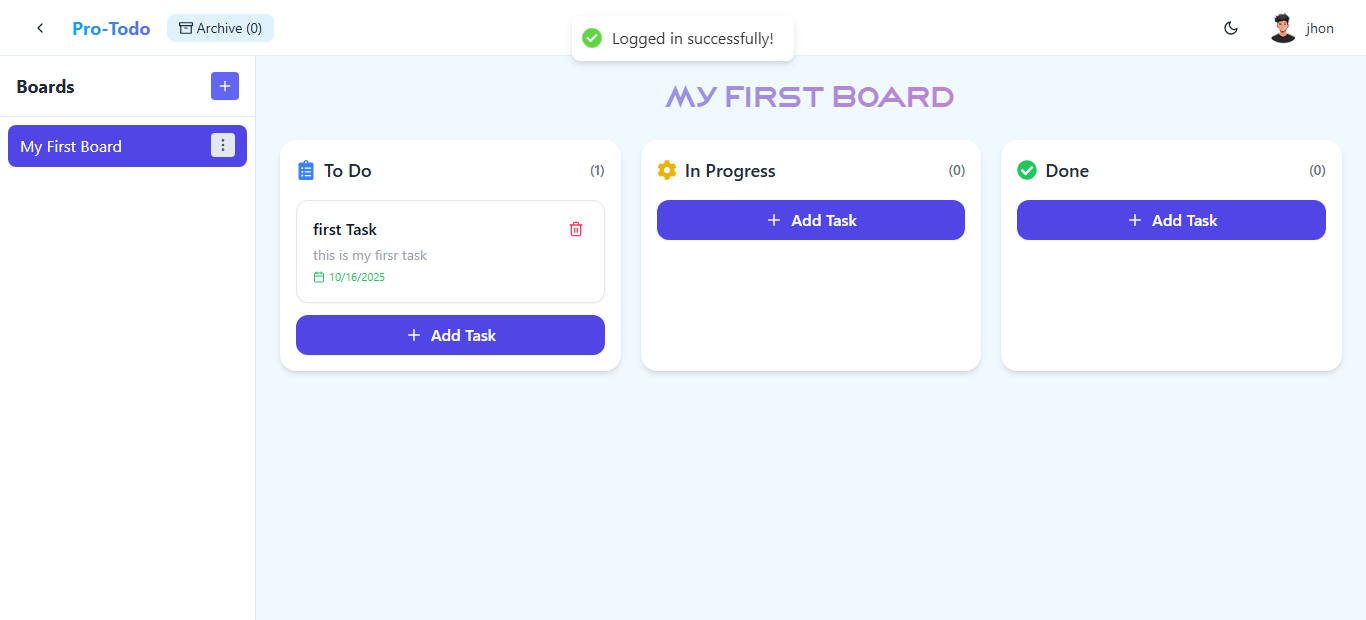 Pro-Todo
Archive (0)
Logged in successfully!
jhon
Boards
+
My First Board
My First Board
To Do
(1)
first Task
this is my firsr task
10/16/2025
+ Add Task
In Progress
(0)
+ Add Task
Done
(0)
+ Add Task